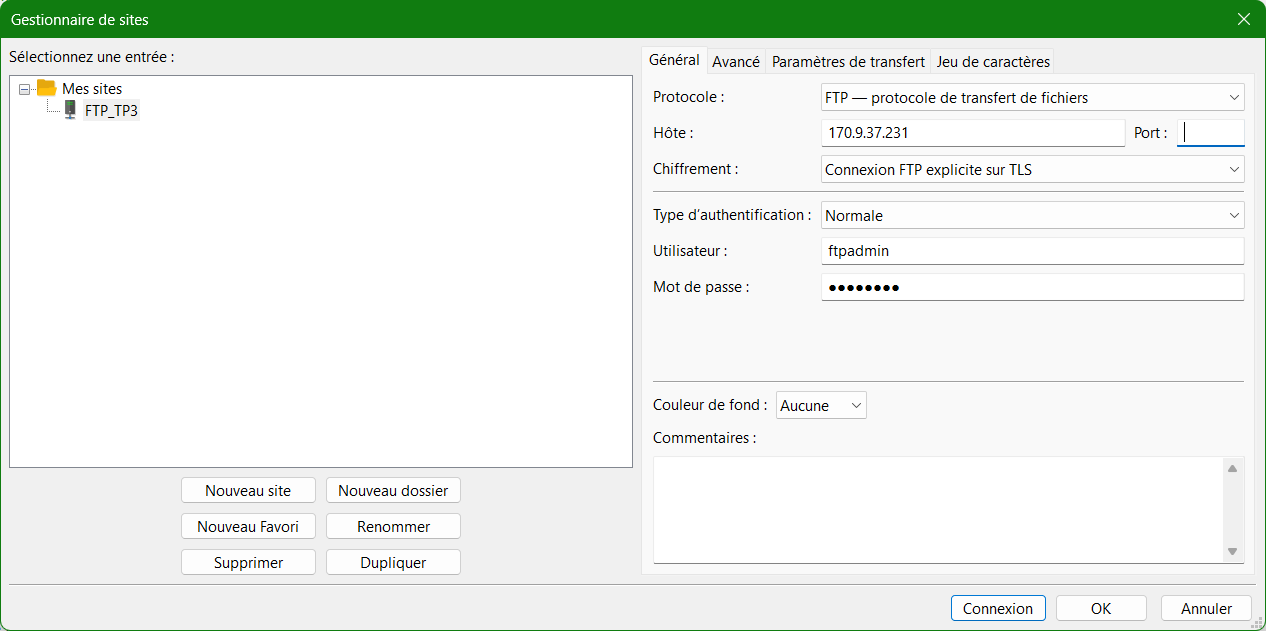 Gestionnaire de sites
Sélectionnez une entrée :
Mes sites
FTP_TP3
Nouveau site
Nouveau dossier
Nouveau Favori
Renommer
Supprimer
Dupliquer
Général
Avancé
Paramètres de transfert
Jeu de caractères
Protocole :
FTP — protocole de transfert de fichiers
Hôte :
170.9.37.231
Port :
Chiffrement :
Connexion FTP explicite sur TLS
Type d'authentification :
Normale
Utilisateur :
ftpadmin
Mot de passe :
●●●●●●●●
Couleur de fond :
Aucune
Commentaires :
Connexion
OK
Annuler